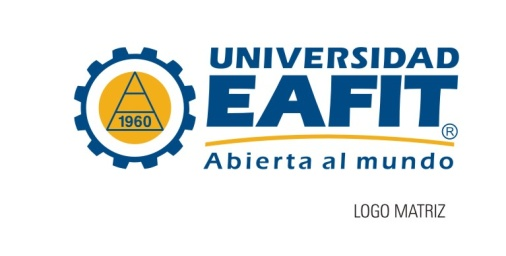 UNIVERSIDAD
EAFIT®
1960
Abierta al mundo
LOGO MATRIZ